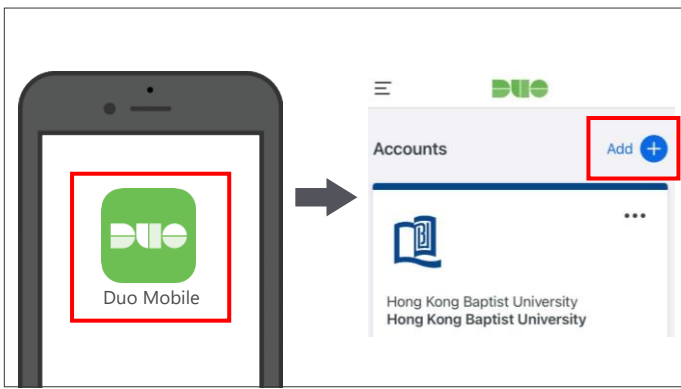 DUO
Duo Mobile
DUO
Accounts
Add
Hong Kong Baptist University
Hong Kong Baptist University